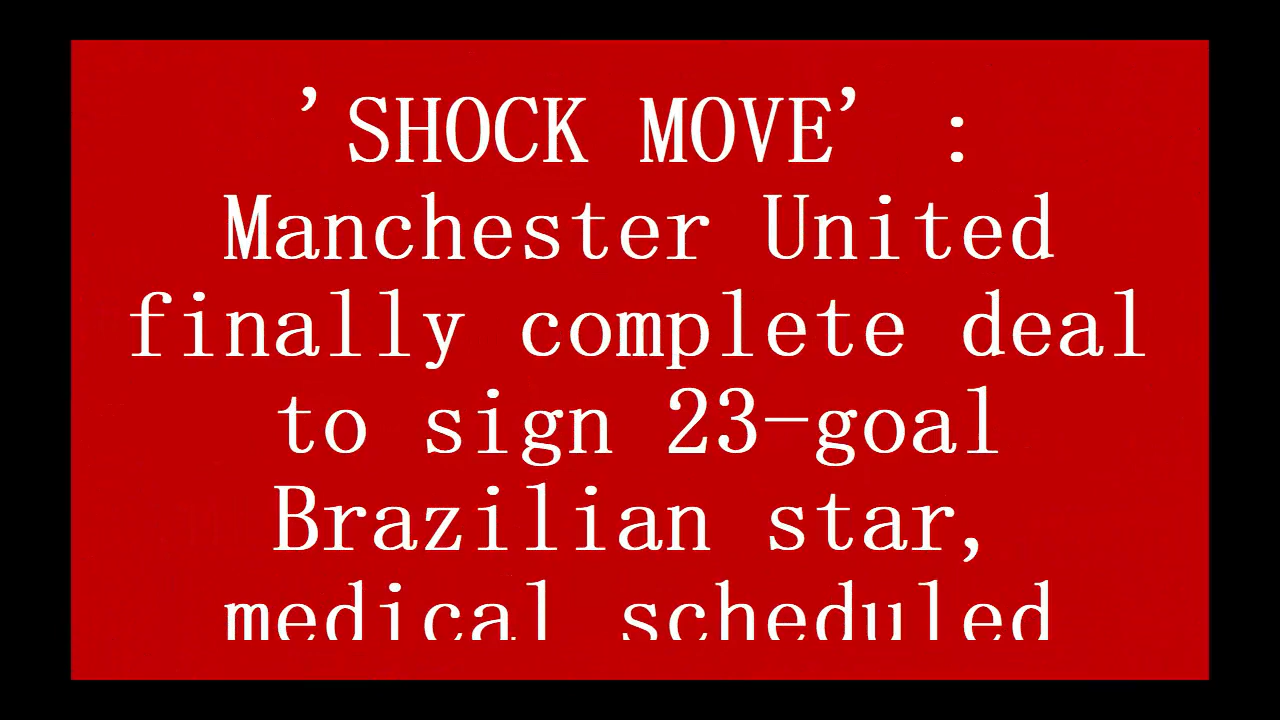 'SHOCK MOVE' :
Manchester United
finally complete deal
to sign 23-goal
Brazilian star,
medical scheduled